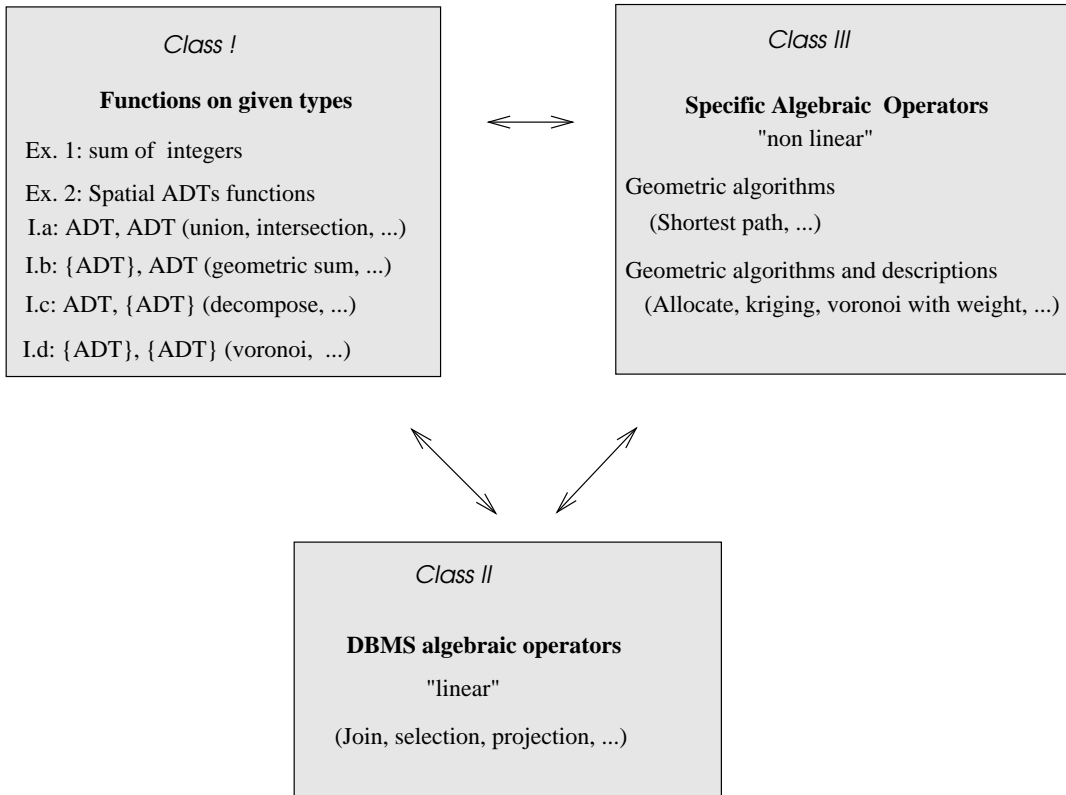 Class !
Functions on given types
Ex. 1: sum of integers
Ex. 2: Spatial ADTs functions
I.a: ADT, ADT (union, intersection, ...)
I.b: {ADT}, ADT (geometric sum, ...)
I.c: ADT, {ADT} (decompose, ...)
I.d: {ADT}, {ADT} (voronoi, ...)
Class III
Specific Algebraic Operators
"non linear"
Geometric algorithms
(Shortest path, ...)
Geometric algorithms and descriptions
(Allocate, kriging, voronoi with weight, ...)
Class II
DBMS algebraic operators
"linear"
(Join, selection, projection, ...)